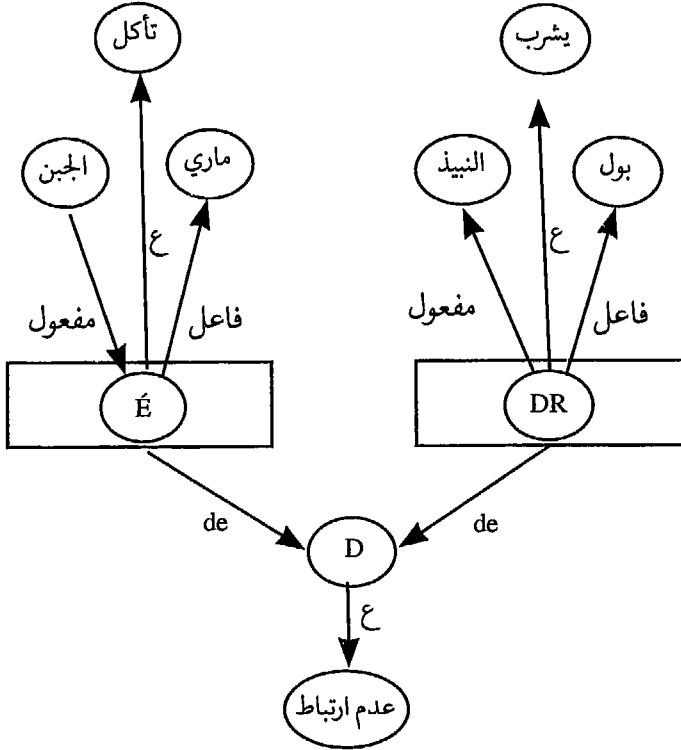 يشرب
تأكل
بول
النبيذ
ماري
الجبن
ع
ع
فاعل
مفعول
فاعل
مفعول
DR
É
de
de
D
ع
عدم ارتباط